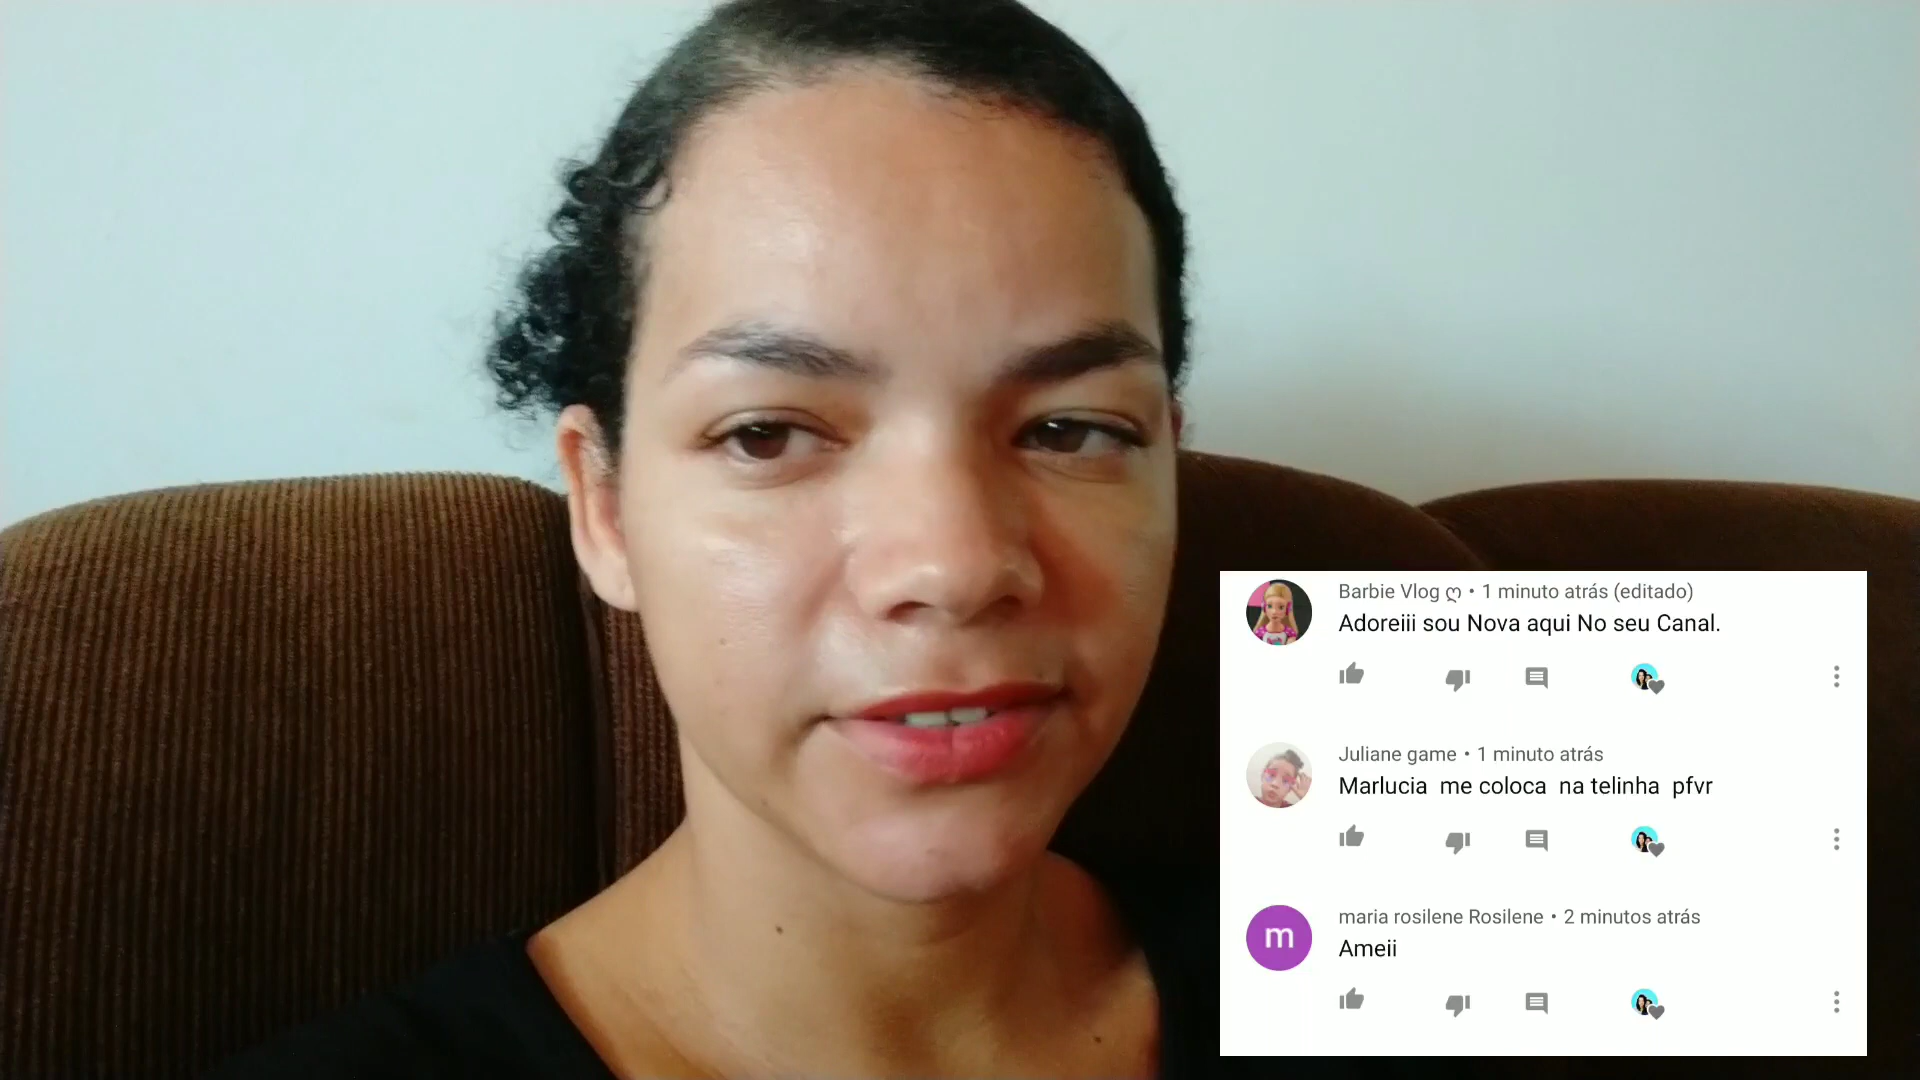 Barbie Vlog ღ • 1 minuto atrás (editado)
Adoreiii sou Nova aqui No seu Canal.
Juliane game • 1 minuto atrás
Marlucia me coloca na telinha pfvr
m
maria rosilene Rosilene • 2 minutos atrás
Ameii